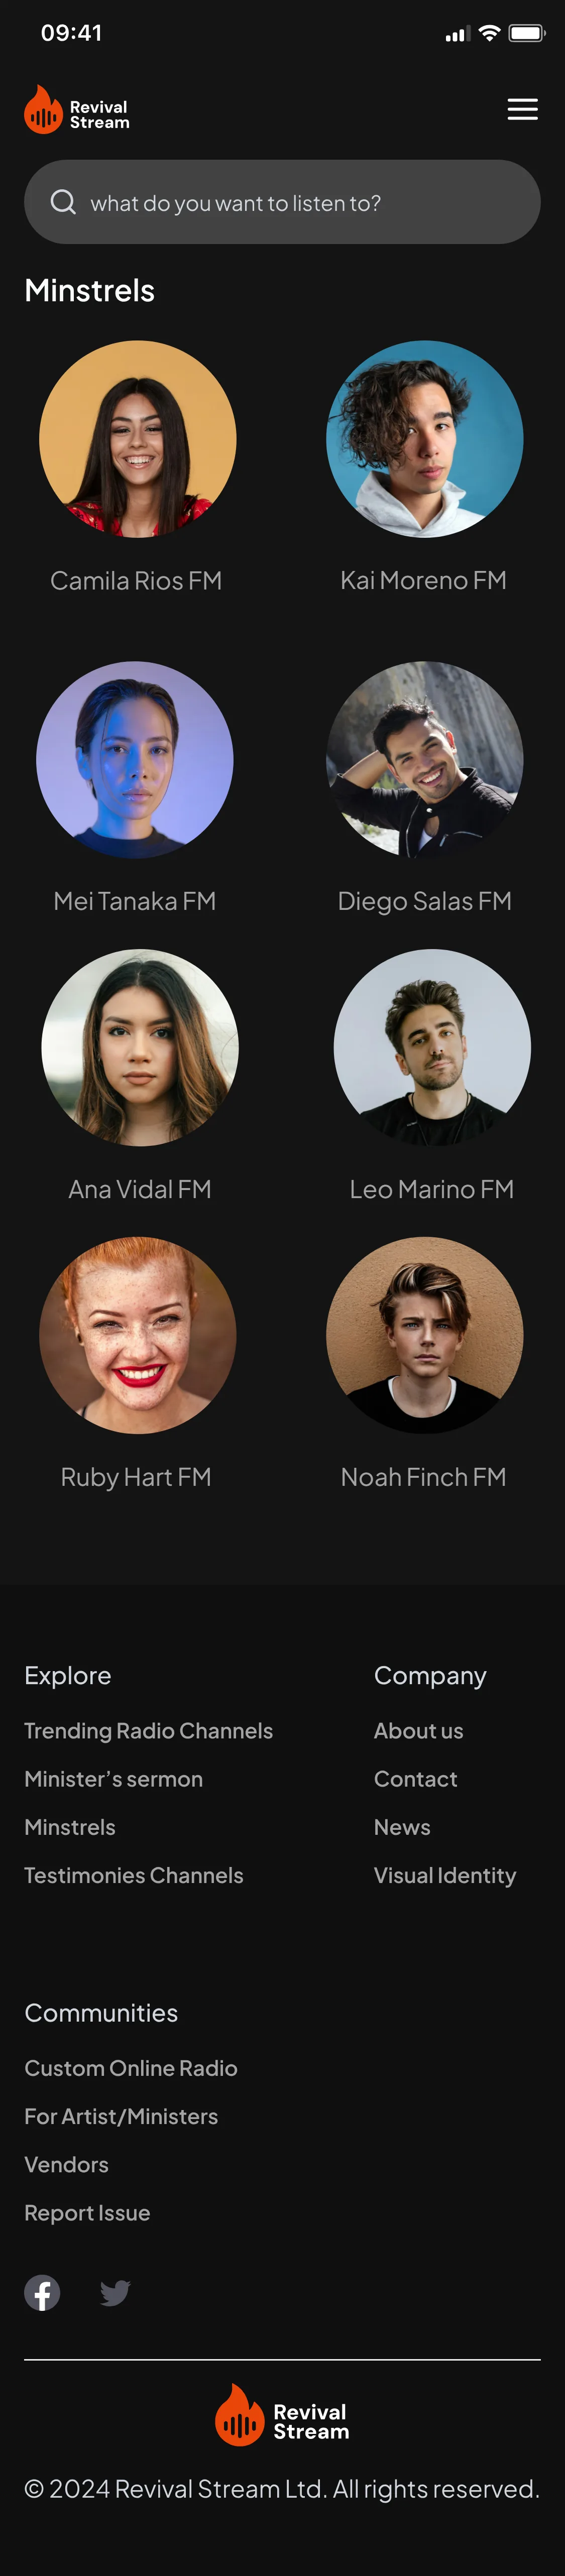 09:41
Revival
Stream
what do you want to listen to?
Minstrels
Camila Rios FM
Kai Moreno FM
Mei Tanaka FM
Diego Salas FM
Ana Vidal FM
Leo Marino FM
Ruby Hart FM
Noah Finch FM
Explore
Trending Radio Channels
Minister’s sermon
Minstrels
Testimonies Channels
Company
About us
Contact
News
Visual Identity
Communities
Custom Online Radio
For Artist/Ministers
Vendors
Report Issue
Revival
Stream
© 2024 Revival Stream Ltd. All rights reserved.